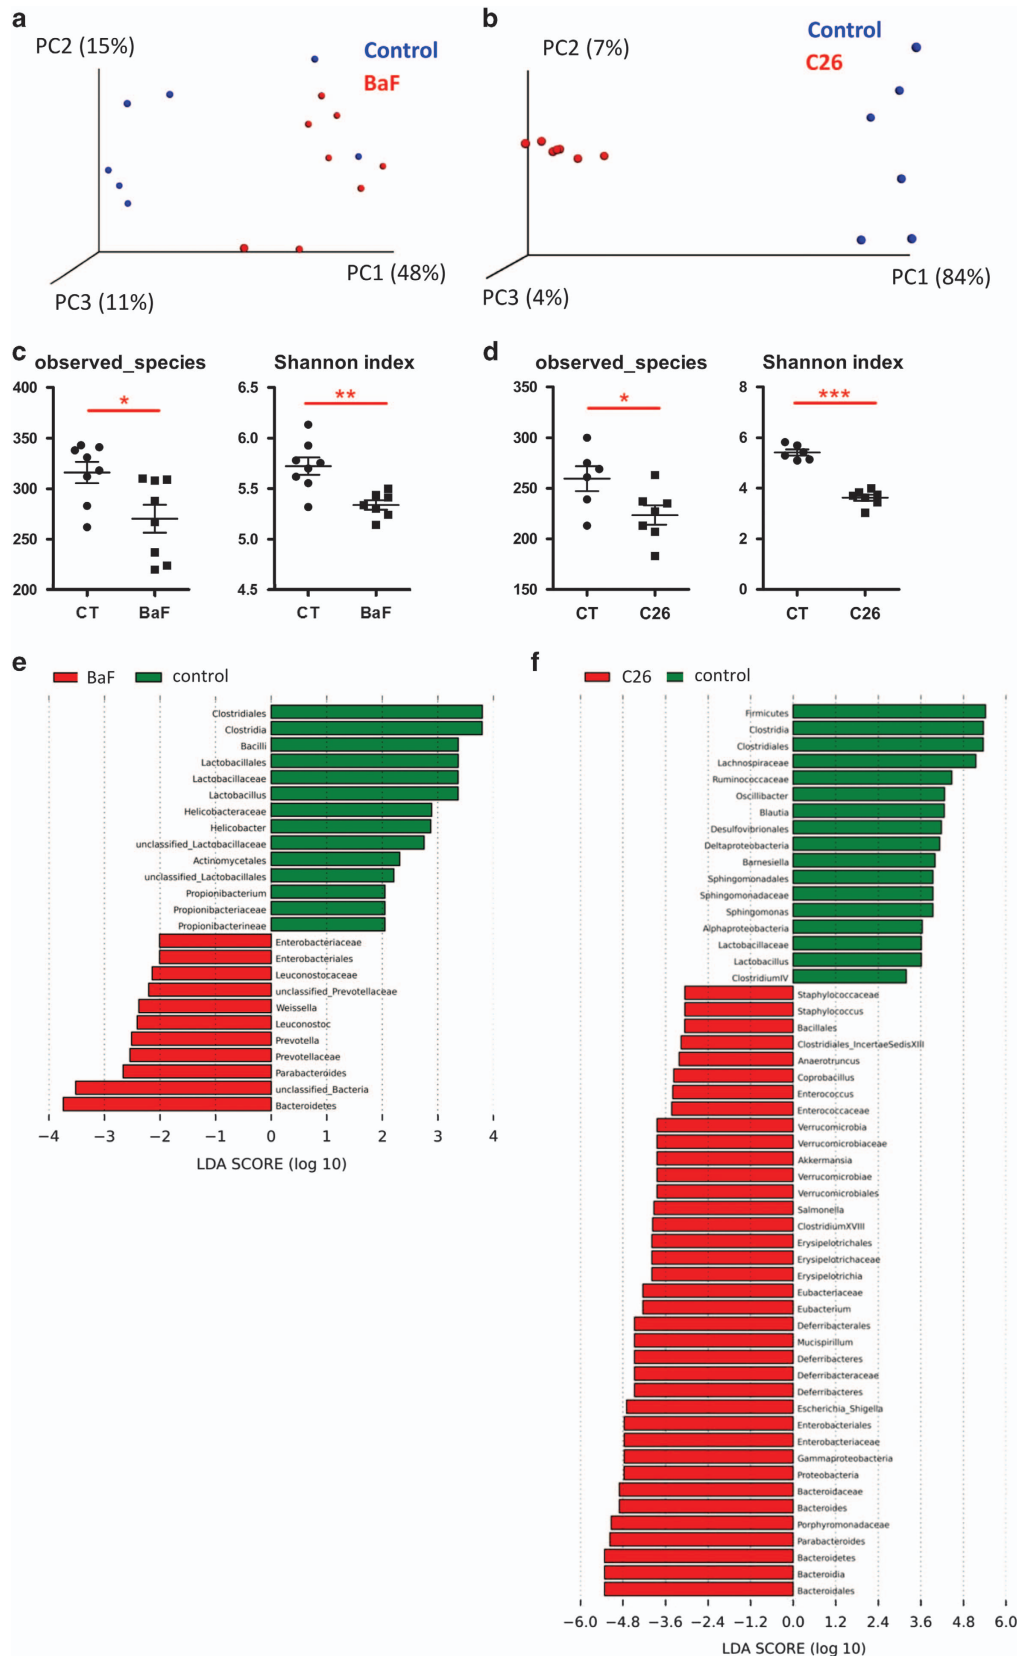 a
PC2 (15%)
Control
BaF
PC1 (48%)
PC3 (11%)
b
PC2 (7%)
Control
C26
PC1 (84%)
PC3 (4%)
c
observed_species
400
350
300
250
200
*
CT
BaF
Shannon index
6.5
6.0
5.5
5.0
4.5
**
CT
BaF
d
observed_species
350
300
250
200
150
*
CT
C26
Shannon index
8
6
4
2
0
***
CT
C26
e
BaF
control
Clostridiales
Clostridia
Bacilli
Lactobacillales
Lactobacillaceae
Lactobacillus
Helicobacteraceae
Helicobacter
unclassified_Lactobacillaceae
Actinomycetales
unclassified_Lactobacillales
Propionibacterium
Propionibacteriaceae
Propionibacterineae
Enterobacteriaceae
Enterobacteriales
Leuconostocaceae
unclassified_Prevotellaceae
Weissella
Leuconostoc
Prevotella
Prevotellaceae
Parabacteroides
unclassified_Bacteria
Bacteroidetes
−4 −3 −2 −1 0 1 2 3 4
LDA SCORE (log 10)
f
C26
control
Firmicutes
Clostridia
Clostridiales
Lachnospiraceae
Ruminococcaceae
Oscillibacter
Blautia
Desulfovibrionales
Deltaproteobacteria
Barnesiella
Sphingomonadales
Sphingomonadaceae
Sphingomonas
Alphaproteobacteria
Lactobacillaceae
Lactobacillus
ClostridiumIV
Staphylococcaceae
Staphylococcus
Bacillales
Clostridiales_IncertaeSedisXIII
Anaerotruncus
Coprobacillus
Enterococcus
Enterococcaceae
Verrucomicrobia
Verrucomicrobiaceae
Akkermansia
Verrucomicrobiae
Verrucomicrobiales
Salmonella
ClostridiumXVIII
Erysipelotrichales
Erysipelotrichaceae
Erysipelotrichia
Eubacteriaceae
Eubacterium
Deferribacterales
Mucispirillum
Deferribacteres
Deferribacteraceae
Deferribacteres
Escherichia_Shigella
Enterobacteriales
Enterobacteriaceae
Gammaproteobacteria
Proteobacteria
Bacteroidaceae
Bacteroides
Porphyromonadaceae
Parabacteroides
Bacteroidetes
Bacteroidia
Bacteroidales
−6.0 −4.8 −3.6 −2.4 −1.2 0.0 1.2 2.4 3.6 4.8 6.0
LDA SCORE (log 10)